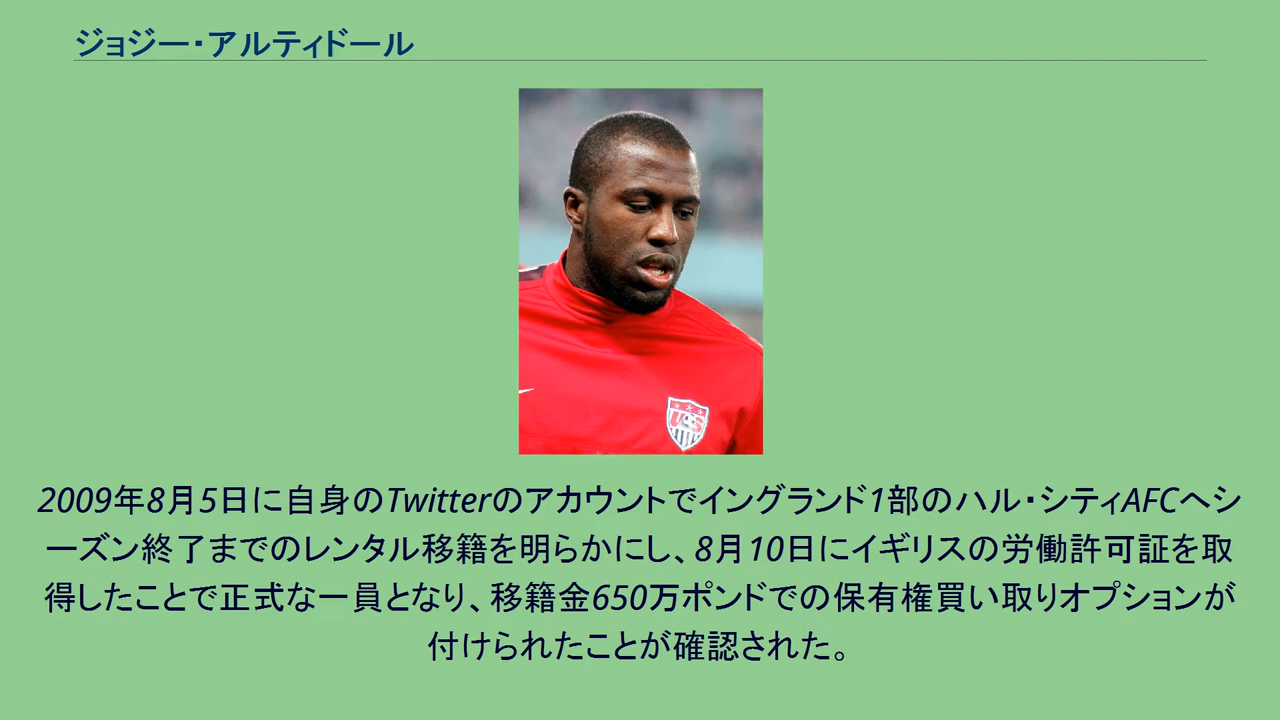 ジョジー・アルティドール
US
2009年8月5日に自身のTwitterのアカウントでイングランド1部のハル・シティAFCへシ
ーズン終了までのレンタル移籍を明らかにし、8月10日にイギリスの労働許可証を取
得したことで正式な一員となり、移籍金650万ポンドでの保有権買い取りオプションが
付けられたことが確認された。